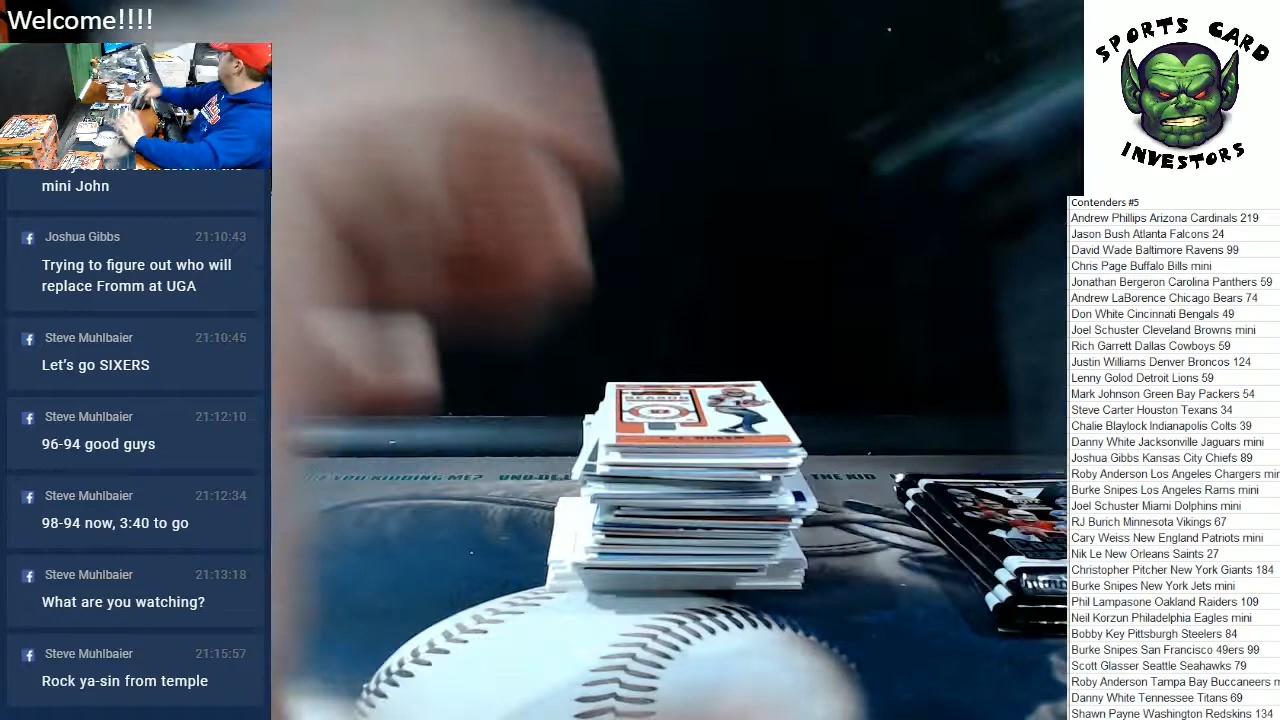 Welcome!!!!
mini John
Joshua Gibbs 21:10:43
Trying to figure out who will
replace Fromm at UGA
Steve Muhlbaier 21:10:45
Let's go SIXERS
Steve Muhlbaier 21:12:10
96-94 good guys
Steve Muhlbaier 21:12:34
98-94 now, 3:40 to go
Steve Muhlbaier 21:13:18
What are you watching?
Steve Muhlbaier 21:15:57
Rock ya-sin from temple
SEASON
YOU KIDDING ME?
THE KID
SPORTS CARD
INVESTORS
Contenders #5
Andrew Phillips Arizona Cardinals 219
Jason Bush Atlanta Falcons 24
David Wade Baltimore Ravens 99
Chris Page Buffalo Bills mini
Jonathan Bergeron Carolina Panthers 59
Andrew LaBorence Chicago Bears 74
Don White Cincinnati Bengals 49
Joel Schuster Cleveland Browns mini
Rich Garrett Dallas Cowboys 59
Justin Williams Denver Broncos 124
Lenny Golod Detroit Lions 59
Mark Johnson Green Bay Packers 54
Steve Carter Houston Texans 34
Chalie Blaylock Indianapolis Colts 39
Danny White Jacksonville Jaguars mini
Joshua Gibbs Kansas City Chiefs 89
Roby Anderson Los Angeles Chargers mir
Burke Snipes Los Angeles Rams mini
Joel Schuster Miami Dolphins mini
RJ Burich Minnesota Vikings 67
Cary Weiss New England Patriots mini
Nik Le New Orleans Saints 27
Christopher Pitcher New York Giants 184
Burke Snipes New York Jets mini
Phil Lampasone Oakland Raiders 109
Neil Korzun Philadelphia Eagles mini
Bobby Key Pittsburgh Steelers 84
Burke Snipes San Francisco 49ers 99
Scott Glasser Seattle Seahawks 79
Roby Anderson Tampa Bay Buccaneers m
Danny White Tennessee Titans 69
Shawn Payne Washington Redskins 134